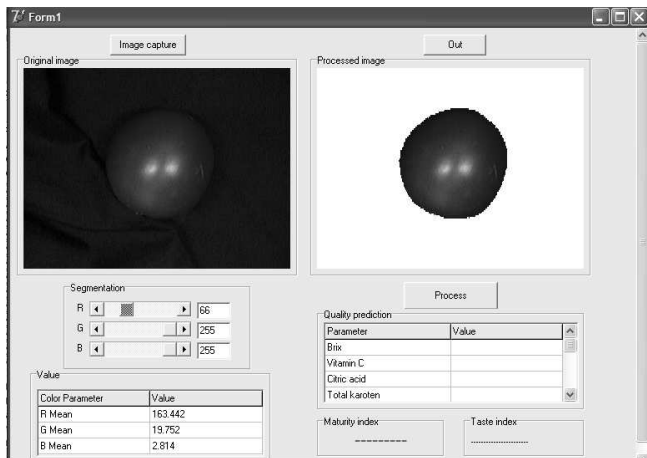 Form1
Image capture
Out
Original image
Processed image
Segmentation
R 66
G 255
B 255
Process
Quality prediction
Parameter Value
Brix
Vitamin C
Citric acid
Total karoten
Value
Color Parameter Value
R Mean 163.442
G Mean 19.752
B Mean 2.814
Maturity index
---------
Taste index
----------------------